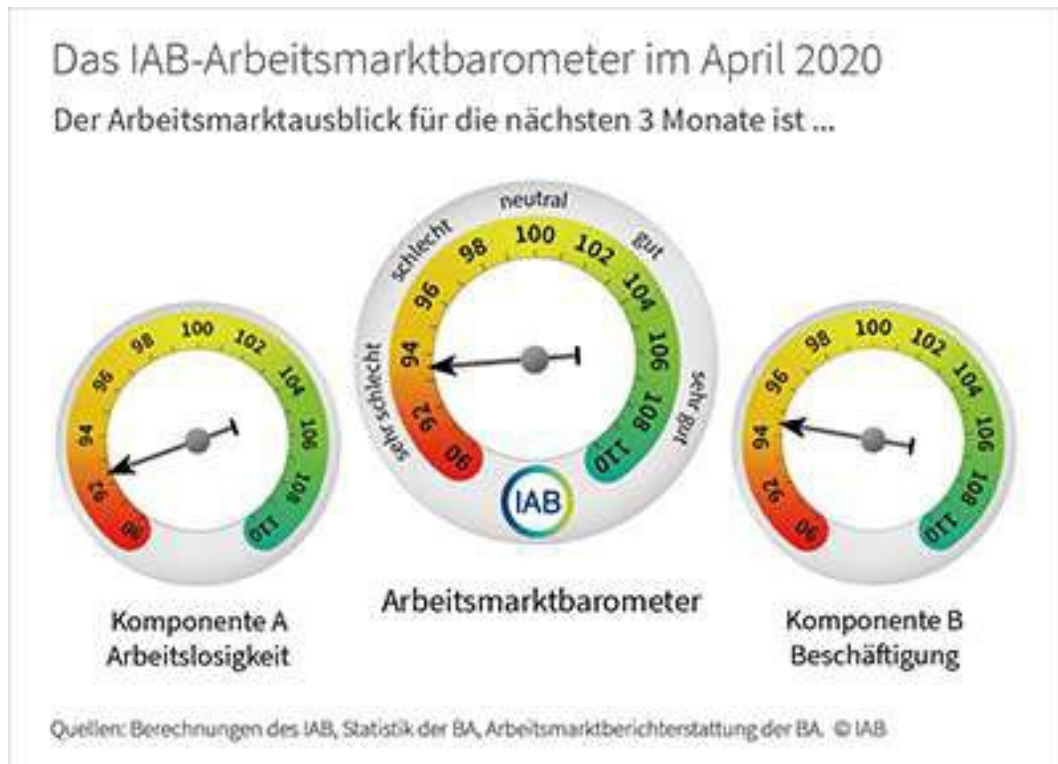 Das IAB-Arbeitsmarktbarometer im April 2020
Der Arbeitsmarktausblick für die nächsten 3 Monate ist ...
90 92 94 96 98 100 102 104 106 108 110
sehr schlecht schlecht neutral gut sehr gut
90 92 94 96 98 100 102 104 106 108 110
IAB
90 92 94 96 98 100 102 104 106 108 110
Komponente A
Arbeitslosigkeit
Arbeitsmarktbarometer
Komponente B
Beschäftigung
Quellen: Berechnungen des IAB, Statistik der BA, Arbeitsmarktberichterstattung der BA. © IAB